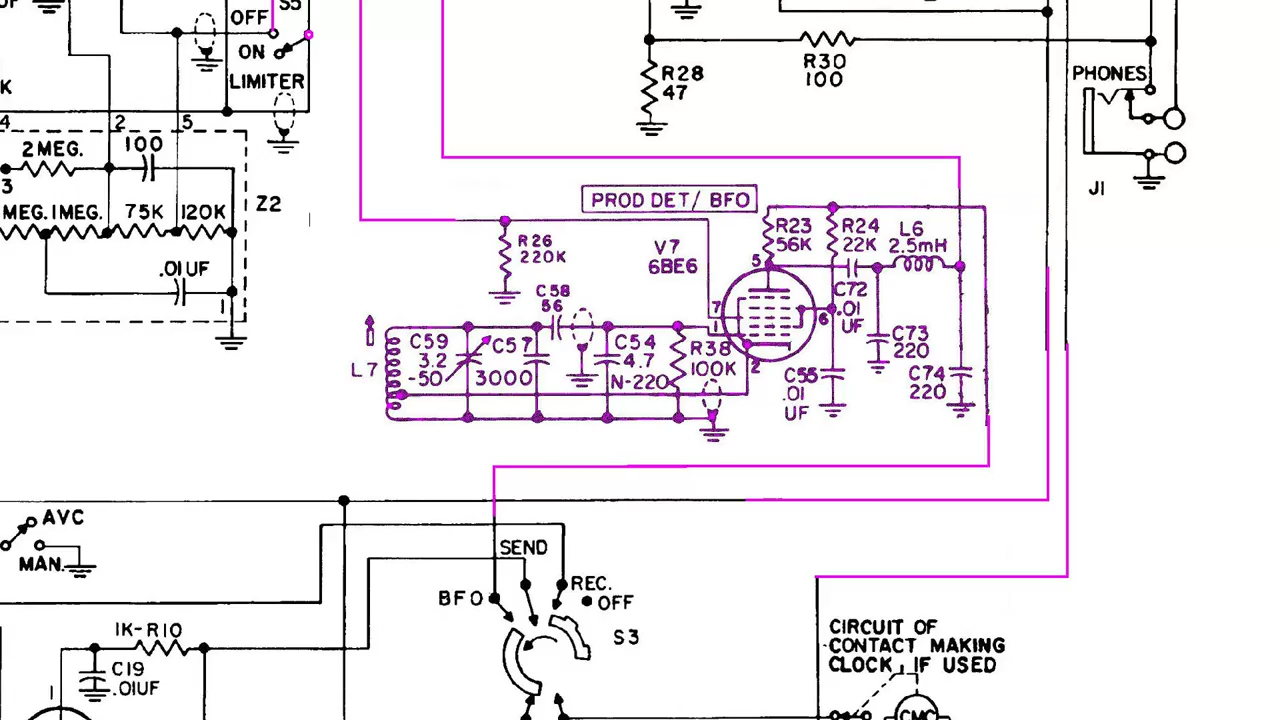 S5
OFF
ON
LIMITER
K
4
2
5
2 MEG.
100
3
MEG.
1MEG.
75K
120K
Z2
.01UF
1
R28
47
R30
100
PHONES
J1
PROD DET/ BFO
R26
220K
V7
6BE6
R23
56K
R24
22K
L6
2.5mH
5
7
1
6
2
C72
.01
UF
C73
220
C74
220
C55
.01
UF
C58
56
L7
C59
3.2
-50
C57
3000
C54
4.7
N-220
R38
100K
AVC
MAN.
SEND
BFO
REC.
OFF
S3
1K-R10
C19
.01UF
1
CIRCUIT OF
CONTACT MAKING
CLOCK, IF USED
CMC